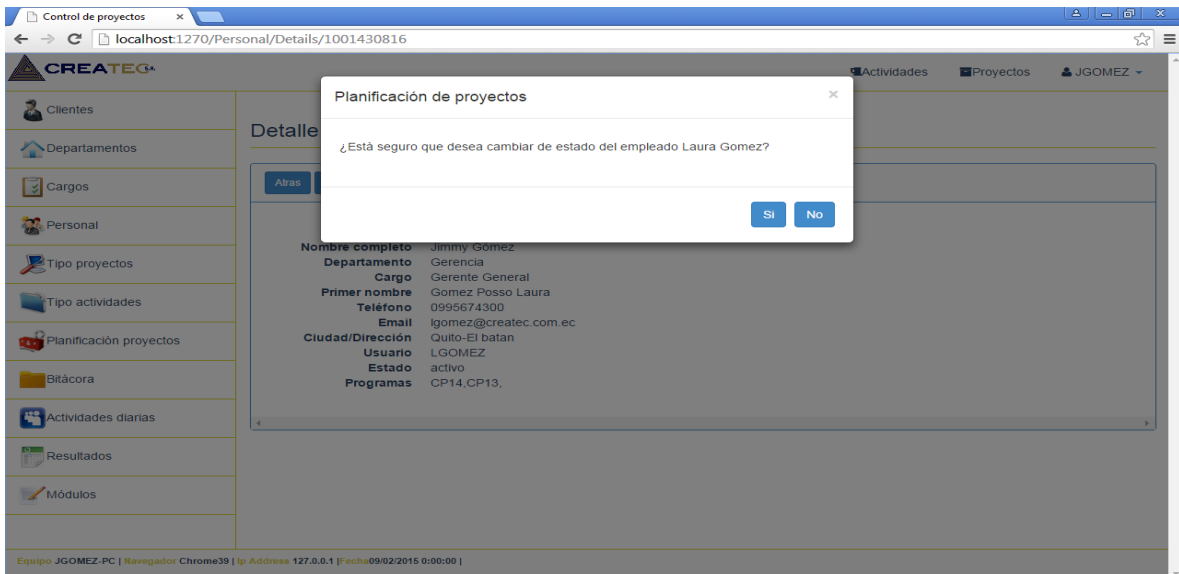 Control de proyectos ×
localhost:1270/Personal/Details/1001430816
CREATEC S.A.
Actividades Proyectos JGOMEZ
Planificación de proyectos ×
¿Está seguro que desea cambiar de estado del empleado Laura Gomez?
Si No
Clientes
Departamentos
Cargos
Personal
Tipo proyectos
Tipo actividades
Planificación proyectos
Bitácora
Actividades diarias
Resultados
Módulos
Detalle
Atras
Nombre completo Jimmy Gómez
Departamento Gerencia
Cargo Gerente General
Primer nombre Gomez Posso Laura
Teléfono 0995674300
Email lgomez@createc.com.ec
Ciudad/Dirección Quito-El batan
Usuario LGOMEZ
Estado activo
Programas CP14,CP13,
Equipo JGOMEZ-PC | Navegador Chrome39 | Ip Address 127.0.0.1 |Fecha09/02/2015 0:00:00 |